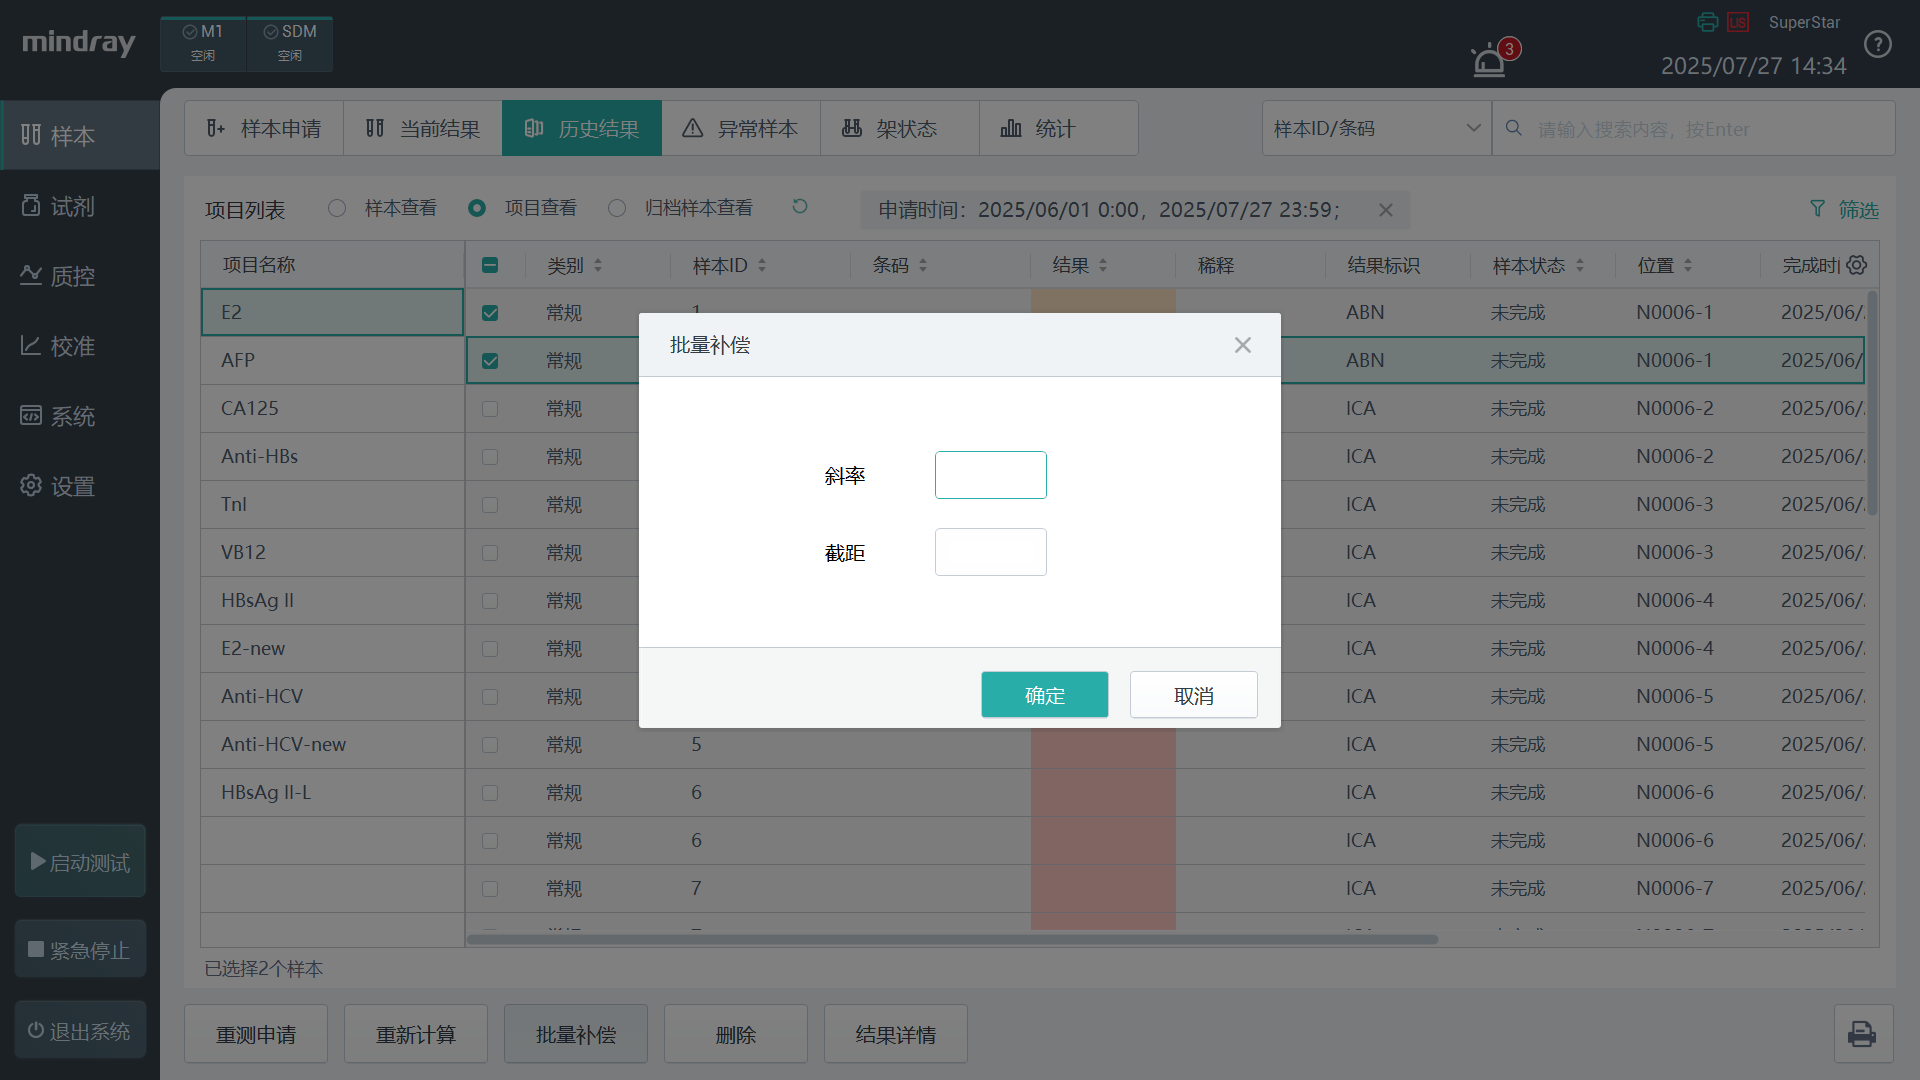 mindray
M1
空闲
SDM
空闲
3
LIS
SuperStar
2025/07/27 14:34
样本
试剂
质控
校准
系统
设置
启动测试
紧急停止
退出系统
样本申请
当前结果
历史结果
异常样本
架状态
统计
样本ID/条码
请输入搜索内容，按Enter
项目列表
样本查看
项目查看
归档样本查看
申请时间：2025/06/01 0:00，2025/07/27 23:59；
筛选
项目名称 类别 样本ID 条码 结果 稀释 结果标识 样本状态 位置 完成时
E2 常规 1 ABN 未完成 N0006-1 2025/06/
AFP 常规 ABN 未完成 N0006-1 2025/06/
CA125 常规 ICA 未完成 N0006-2 2025/06/
Anti-HBs 常规 ICA 未完成 N0006-2 2025/06/
TnI 常规 ICA 未完成 N0006-3 2025/06/
VB12 常规 ICA 未完成 N0006-3 2025/06/
HBsAg II 常规 ICA 未完成 N0006-4 2025/06/
E2-new 常规 ICA 未完成 N0006-4 2025/06/
Anti-HCV 常规 ICA 未完成 N0006-5 2025/06/
Anti-HCV-new 常规 5 ICA 未完成 N0006-5 2025/06/
HBsAg II-L 常规 6 ICA 未完成 N0006-6 2025/06/
常规 6 ICA 未完成 N0006-6 2025/06/
常规 7 ICA 未完成 N0006-7 2025/06/
批量补偿
斜率
截距
确定
取消
已选择2个样本
重测申请
重新计算
批量补偿
删除
结果详情